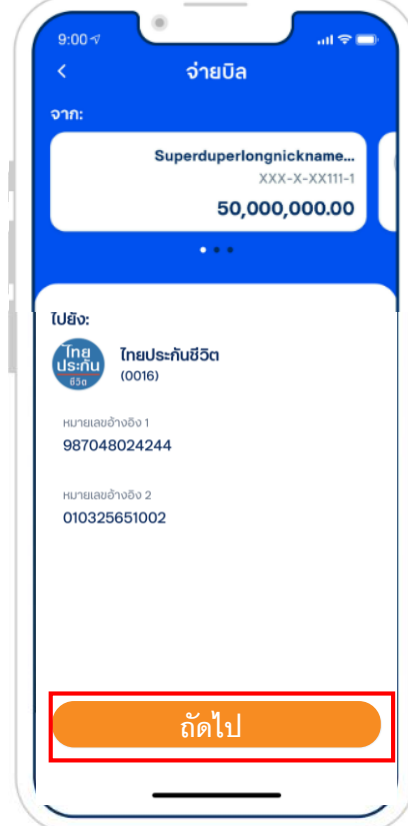 9:00
จ่ายบิล
จาก:
Superduperlongnickname...
XXX-X-XX111-1
50,000,000.00
ไปยัง:
ไทย
ประกัน
ชีวิต
ไทยประกันชีวิต
(0016)
หมายเลขอ้างอิง 1
987048024244
หมายเลขอ้างอิง 2
010325651002
ถัดไป